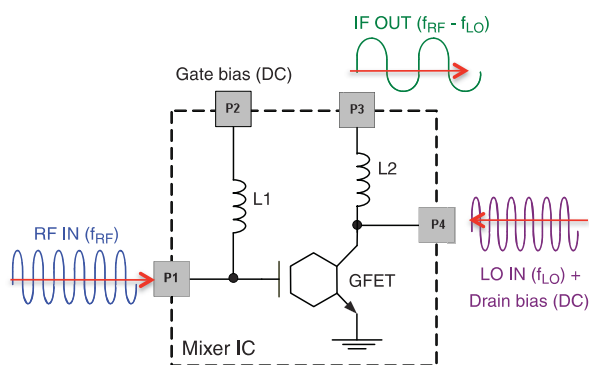 IF OUT (fRF - fLO)
Gate bias (DC)
P2
P3
L1
L2
RF IN (fRF)
P1
P4
GFET
LO IN (fLO) +
Drain bias (DC)
Mixer IC